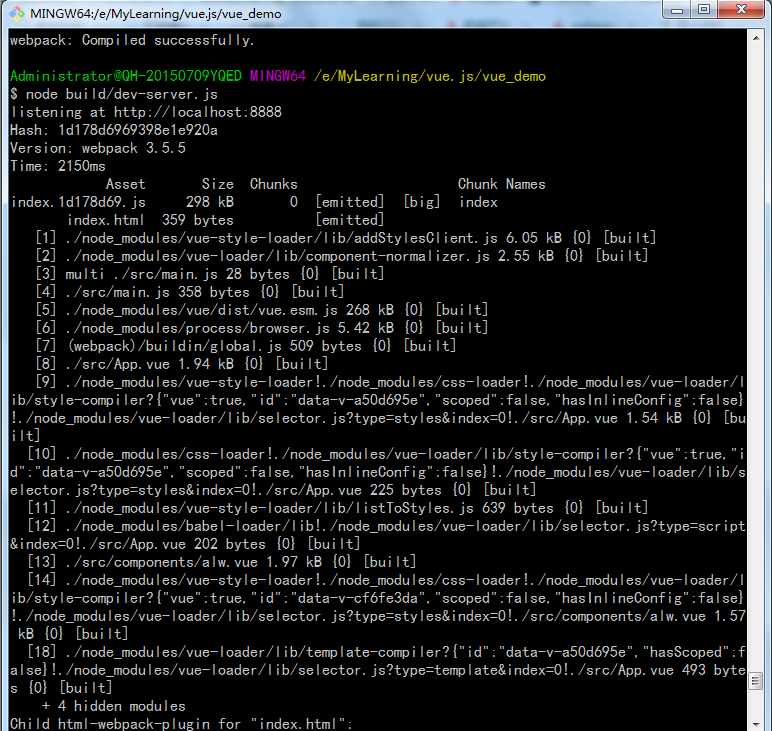 MINGW64:/e/MyLearning/vue.js/vue_demo
webpack: Compiled successfully.
Administrator@QH-20150709YQED MINGW64 /e/MyLearning/vue.js/vue_demo
$ node build/dev-server.js
listening at http://localhost:8888
Hash: 1d178d6969398e1e920a
Version: webpack 3.5.5
Time: 2150ms
Asset Size Chunks Chunk Names
index.1d178d69.js 298 kB 0 [emitted] [big] index
index.html 359 bytes [emitted]
[1] ./node_modules/vue-style-loader/lib/addStylesClient.js 6.05 kB {0} [built]
[2] ./node_modules/vue-loader/lib/component-normalizer.js 2.55 kB {0} [built]
[3] multi ./src/main.js 28 bytes {0} [built]
[4] ./src/main.js 358 bytes {0} [built]
[5] ./node_modules/vue/dist/vue.esm.js 268 kB {0} [built]
[6] ./node_modules/process/browser.js 5.42 kB {0} [built]
[7] (webpack)/buildin/global.js 509 bytes {0} [built]
[8] ./src/App.vue 1.94 kB {0} [built]
[9] ./node_modules/vue-style-loader!./node_modules/css-loader!./node_modules/vue-loader/l
ib/style-compiler?{"vue":true,"id":"data-v-a50d695e","scoped":false,"hasInlineConfig":false}
!./node_modules/vue-loader/lib/selector.js?type=styles&index=0!./src/App.vue 1.54 kB {0} [bu
ilt]
[10] ./node_modules/css-loader!./node_modules/vue-loader/lib/style-compiler?{"vue":true,"i
d":"data-v-a50d695e","scoped":false,"hasInlineConfig":false}!./node_modules/vue-loader/lib/s
elector.js?type=styles&index=0!./src/App.vue 225 bytes {0} [built]
[11] ./node_modules/vue-style-loader/lib/listToStyles.js 639 bytes {0} [built]
[12] ./node_modules/babel-loader/lib!./node_modules/vue-loader/lib/selector.js?type=script
&index=0!./src/App.vue 202 bytes {0} [built]
[13] ./src/components/alw.vue 1.97 kB {0} [built]
[14] ./node_modules/vue-style-loader!./node_modules/css-loader!./node_modules/vue-loader/l
ib/style-compiler?{"vue":true,"id":"data-v-cf6fe3da","scoped":false,"hasInlineConfig":false}
!./node_modules/vue-loader/lib/selector.js?type=styles&index=0!./src/components/alw.vue 1.57
kB {0} [built]
[18] ./node_modules/vue-loader/lib/template-compiler?{"id":"data-v-a50d695e","hasScoped":f
alse}!./node_modules/vue-loader/lib/selector.js?type=template&index=0!./src/App.vue 493 byte
s {0} [built]
+ 4 hidden modules
Child html-webpack-plugin for "index.html":